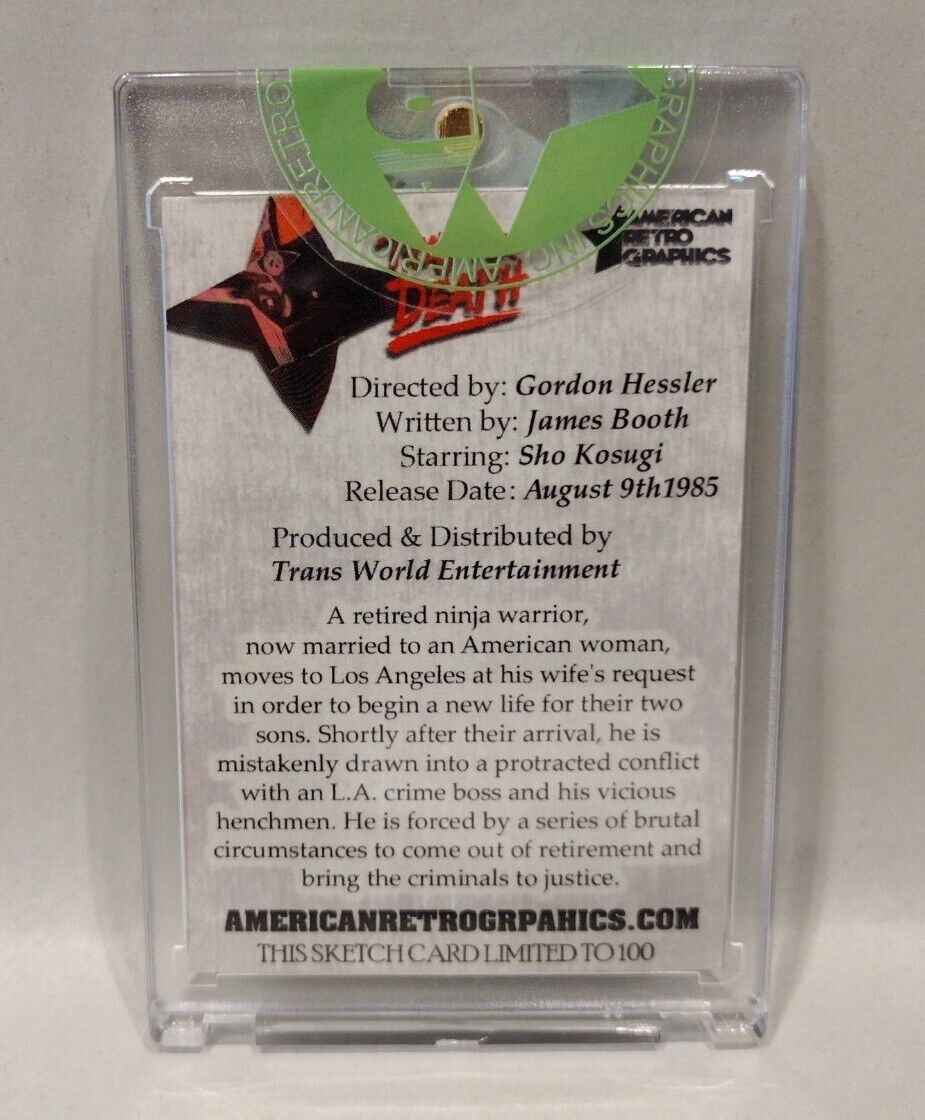 AMERICAN RETRO GRAPHICS INC.
AMERICAN
RETRO
GRAPHICS
DEATH
Directed by: Gordon Hessler
Written by: James Booth
Starring: Sho Kosugi
Release Date: August 9th1985
Produced & Distributed by
Trans World Entertainment
A retired ninja warrior,
now married to an American woman,
moves to Los Angeles at his wife's request
in order to begin a new life for their two
sons. Shortly after their arrival, he is
mistakenly drawn into a protracted conflict
with an L.A. crime boss and his vicious
henchmen. He is forced by a series of brutal
circumstances to come out of retirement and
bring the criminals to justice.
AMERICANRETROGRPAHICS.COM
THIS SKETCH CARD LIMITED TO 100